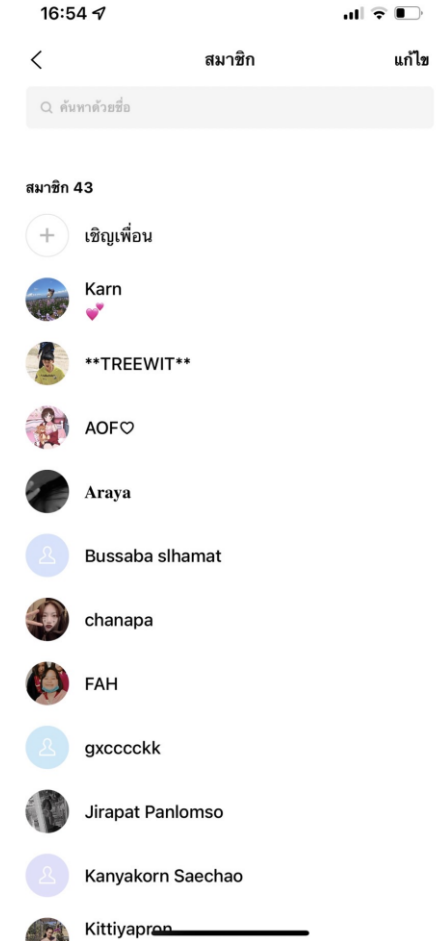 16:54
สมาชิก
แก้ไข
ค้นหาด้วยชื่อ
สมาชิก 43
เชิญเพื่อน
Karn
💕
**TREEWIT**
AOF♡
Araya
Bussaba slhamat
chanapa
FAH
gxcccckk
Jirapat Panlomso
Kanyakorn Saechao
Kittiyapron